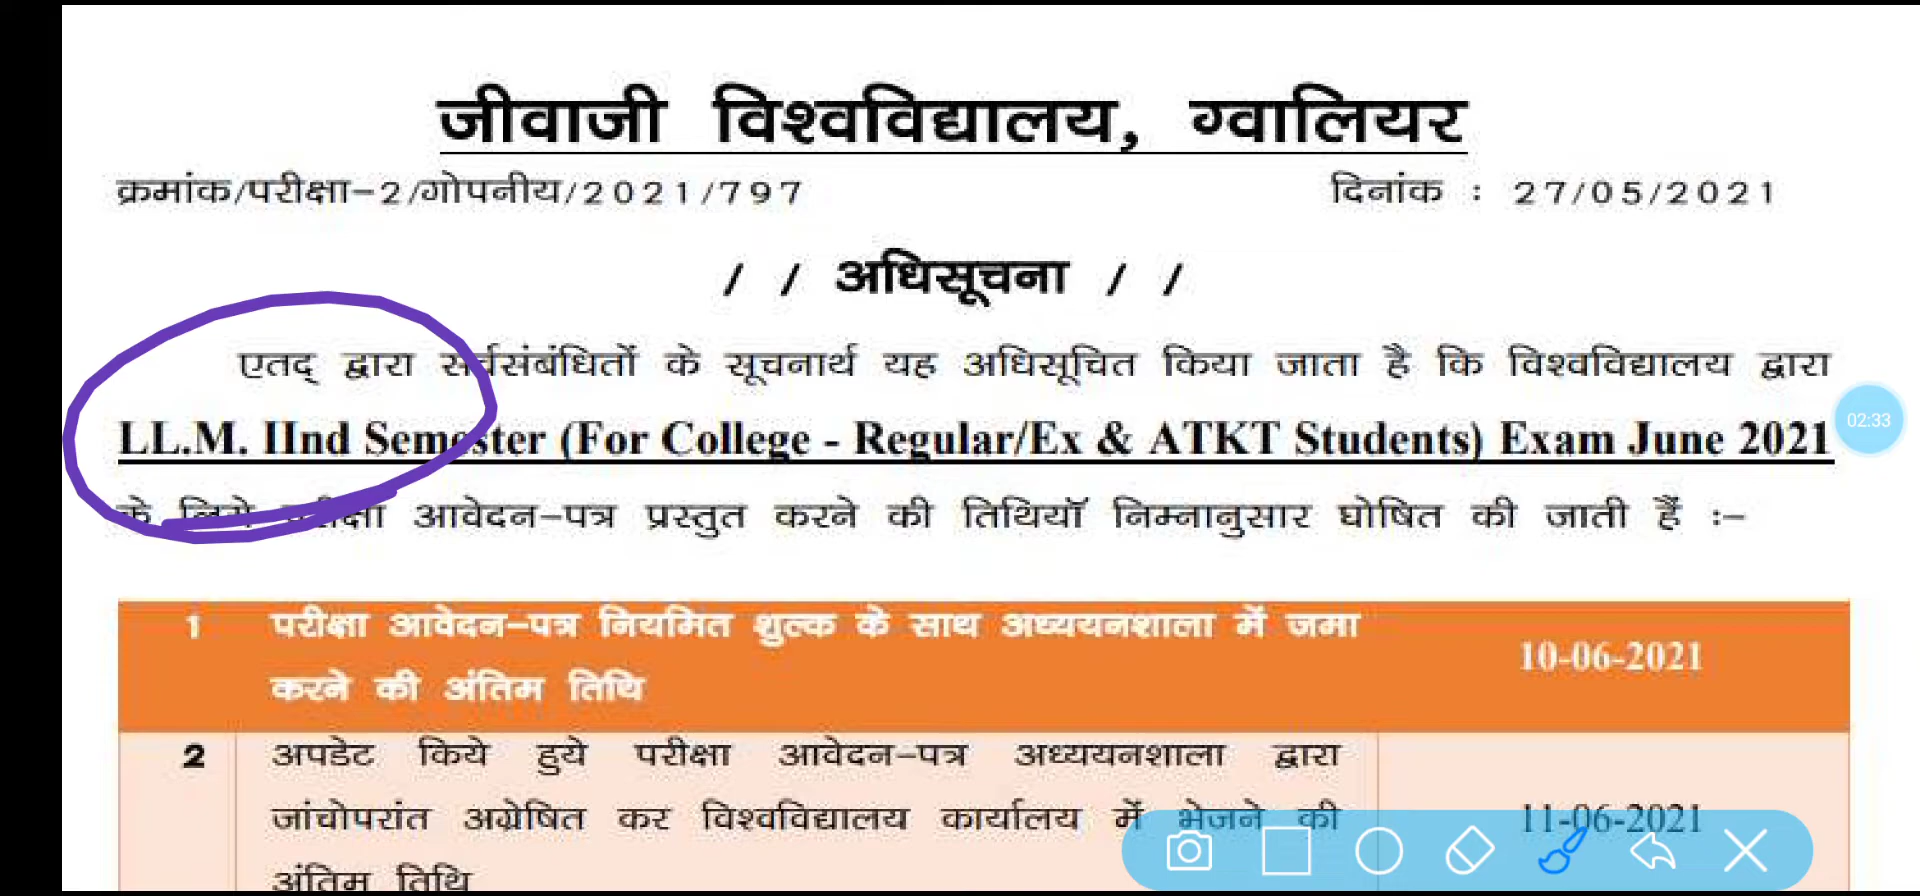 जीवाजी विश्वविद्यालय, ग्वालियर
क्रमांक/परीक्षा-2/गोपनीय/2021/797 दिनांक : 27/05/2021
/ / अधिसूचना / /
एतद् द्वारा सर्वसंबंधितों के सूचनार्थ यह अधिसूचित किया जाता है कि विश्वविद्यालय द्वारा
LL.M. IInd Semester (For College - Regular/Ex & ATKT Students) Exam June 2021
02:33
के लिये परीक्षा आवेदन-पत्र प्रस्तुत करने की तिथियॉ निम्नानुसार घोषित की जाती हैं :-
1 परीक्षा आवेदन-पत्र नियमित शुल्क के साथ अध्ययनशाला में जमा
करने की अंतिम तिथि 10-06-2021
2 अपडेट किये हुये परीक्षा आवेदन-पत्र अध्ययनशाला द्वारा
जांचोपरांत अग्रेषित कर विश्वविद्यालय कार्यालय में भेजने की 11-06-2021
अंतिम तिथि